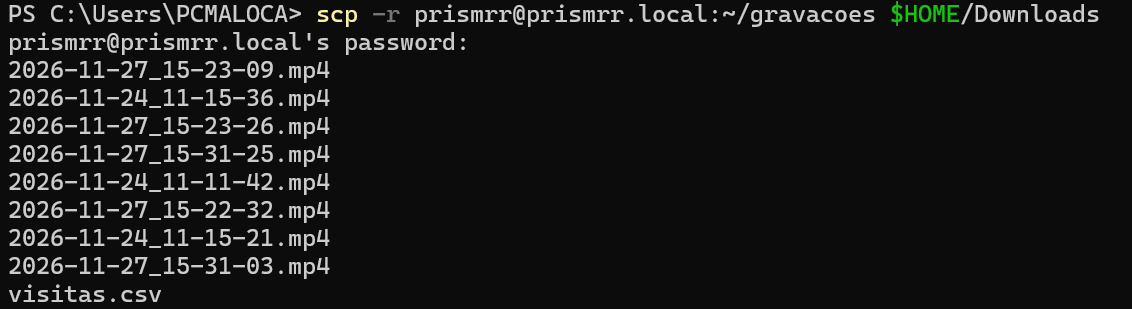 PS C:\Users\PCMALOCA> scp -r prismrr@prismrr.local:~/gravacoes $HOME/Downloads
prismrr@prismrr.local's password:
2026-11-27_15-23-09.mp4
2026-11-24_11-15-36.mp4
2026-11-27_15-23-26.mp4
2026-11-27_15-31-25.mp4
2026-11-24_11-11-42.mp4
2026-11-27_15-22-32.mp4
2026-11-24_11-15-21.mp4
2026-11-27_15-31-03.mp4
visitas.csv